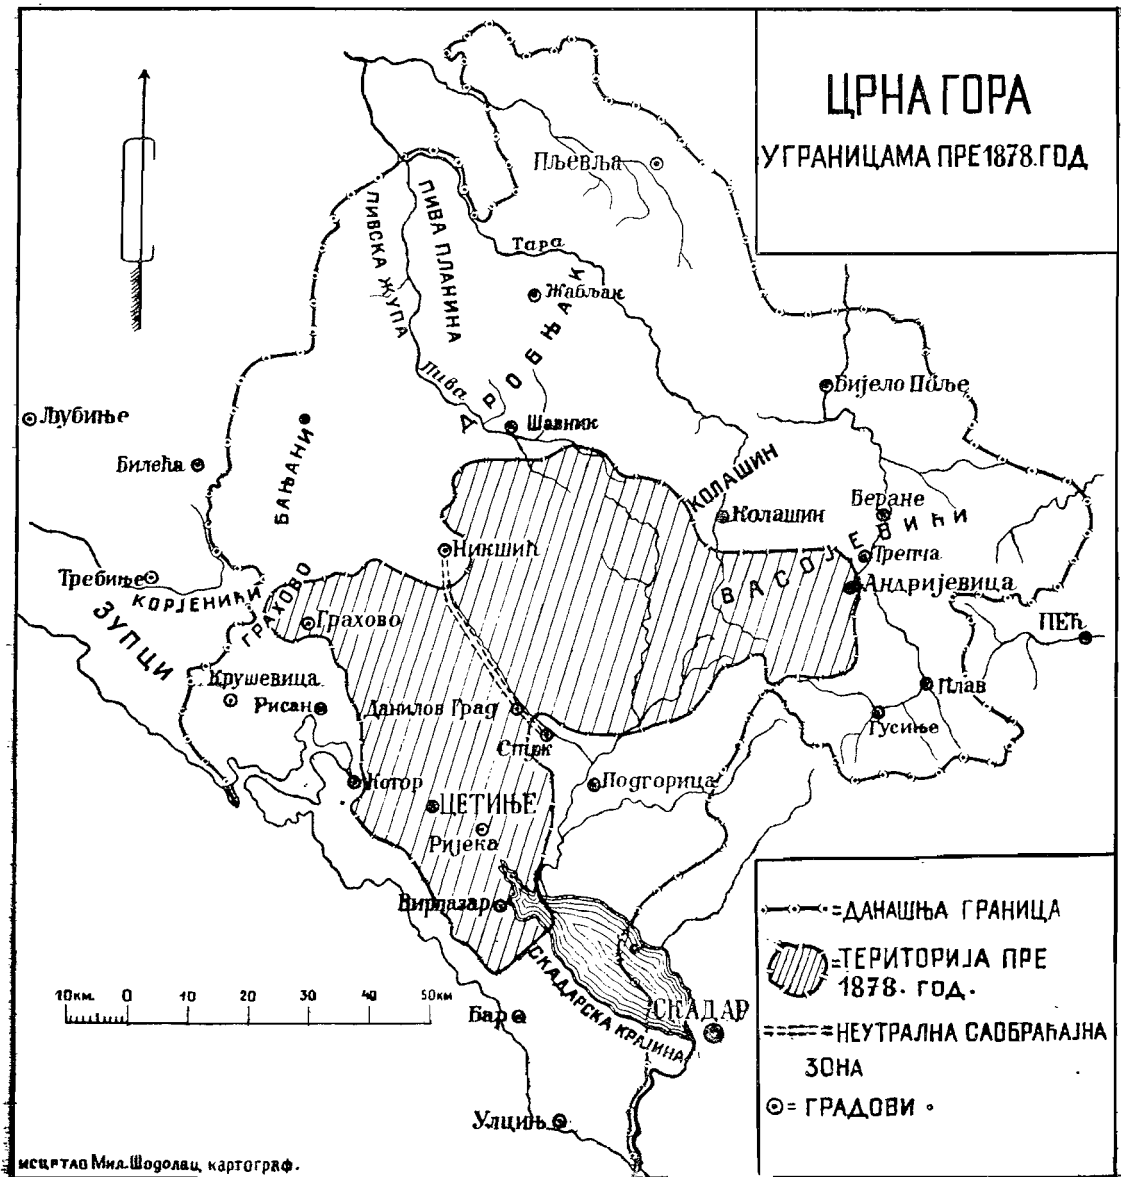 ЦРНА ГОРА
У ГРАНИЦАМА ПРЕ 1878. ГОД
Пљевља
ПИВСКА ЖУПА
ПИВА ПЛАНИНА
Тара
Жабљак
ДРОБЊАК
Пива
Бијело Поље
Љубиње
Шавник
Билећа
БАЊАНИ
КОЛАШИН
Колашин
Беране
ВАСОЈЕВИЋИ
Никшић
Трепча
Андријевица
Требиње
КОРЈЕНИЋИ
ГРАХОВО
Грахово
ЗУПЦИ
ПЕЋ
Крушевица
Рисан
Данилов Град
Плав
Гусиње
Спуж
Котор
Подгорица
ЦЕТИЊЕ
Ријека
Вирпазар
СКАДАРСКА КРАЈИНА
СКАДАР
Бар
Улцињ
10км. 0 10 20 30 40 50км
=ДАНАШЊА ГРАНИЦА
=ТЕРИТОРИЈА ПРЕ
1878. ГОД.
=НЕУТРАЛНА САОБРАЋАЈНА
ЗОНА
= ГРАДОВИ.
ИСЦРТАО Мил. Шодолац, картограф.